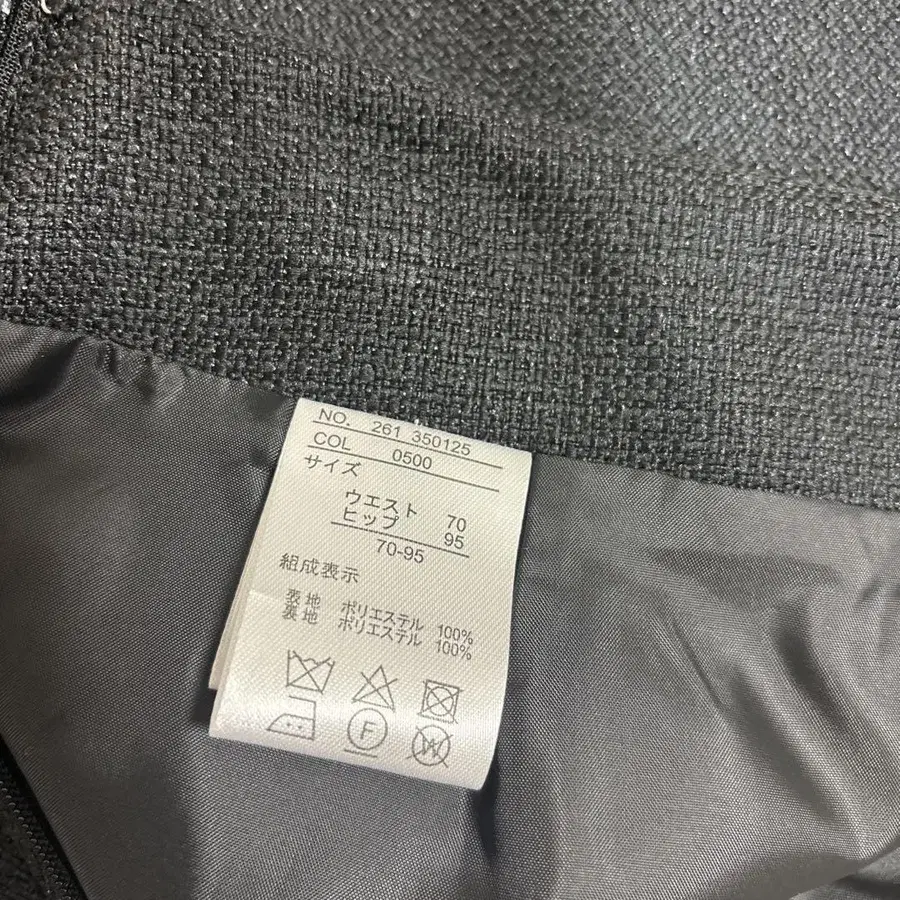 NO. 261 350125
COL 0500
サイズ
ウエスト 70
ヒップ 95
70-95
組成表示
表地 ポリエステル 100%
裏地 ポリエステル 100%
F W